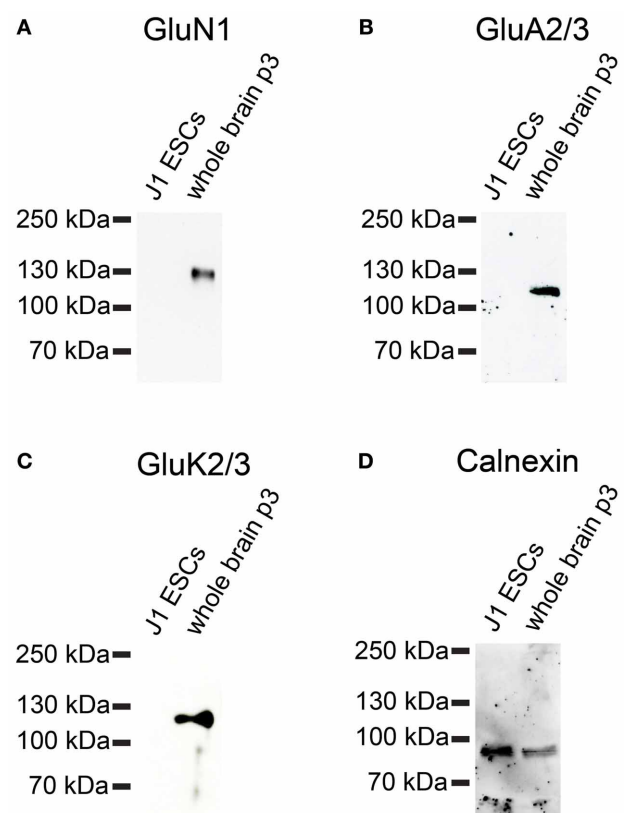 A
GluN1
J1 ESCs
whole brain p3
250 kDa
130 kDa
100 kDa
70 kDa
B
GluA2/3
J1 ESCs
whole brain p3
250 kDa
130 kDa
100 kDa
70 kDa
C
GluK2/3
J1 ESCs
whole brain p3
250 kDa
130 kDa
100 kDa
70 kDa
D
Calnexin
J1 ESCs
whole brain p3
250 kDa
130 kDa
100 kDa
70 kDa